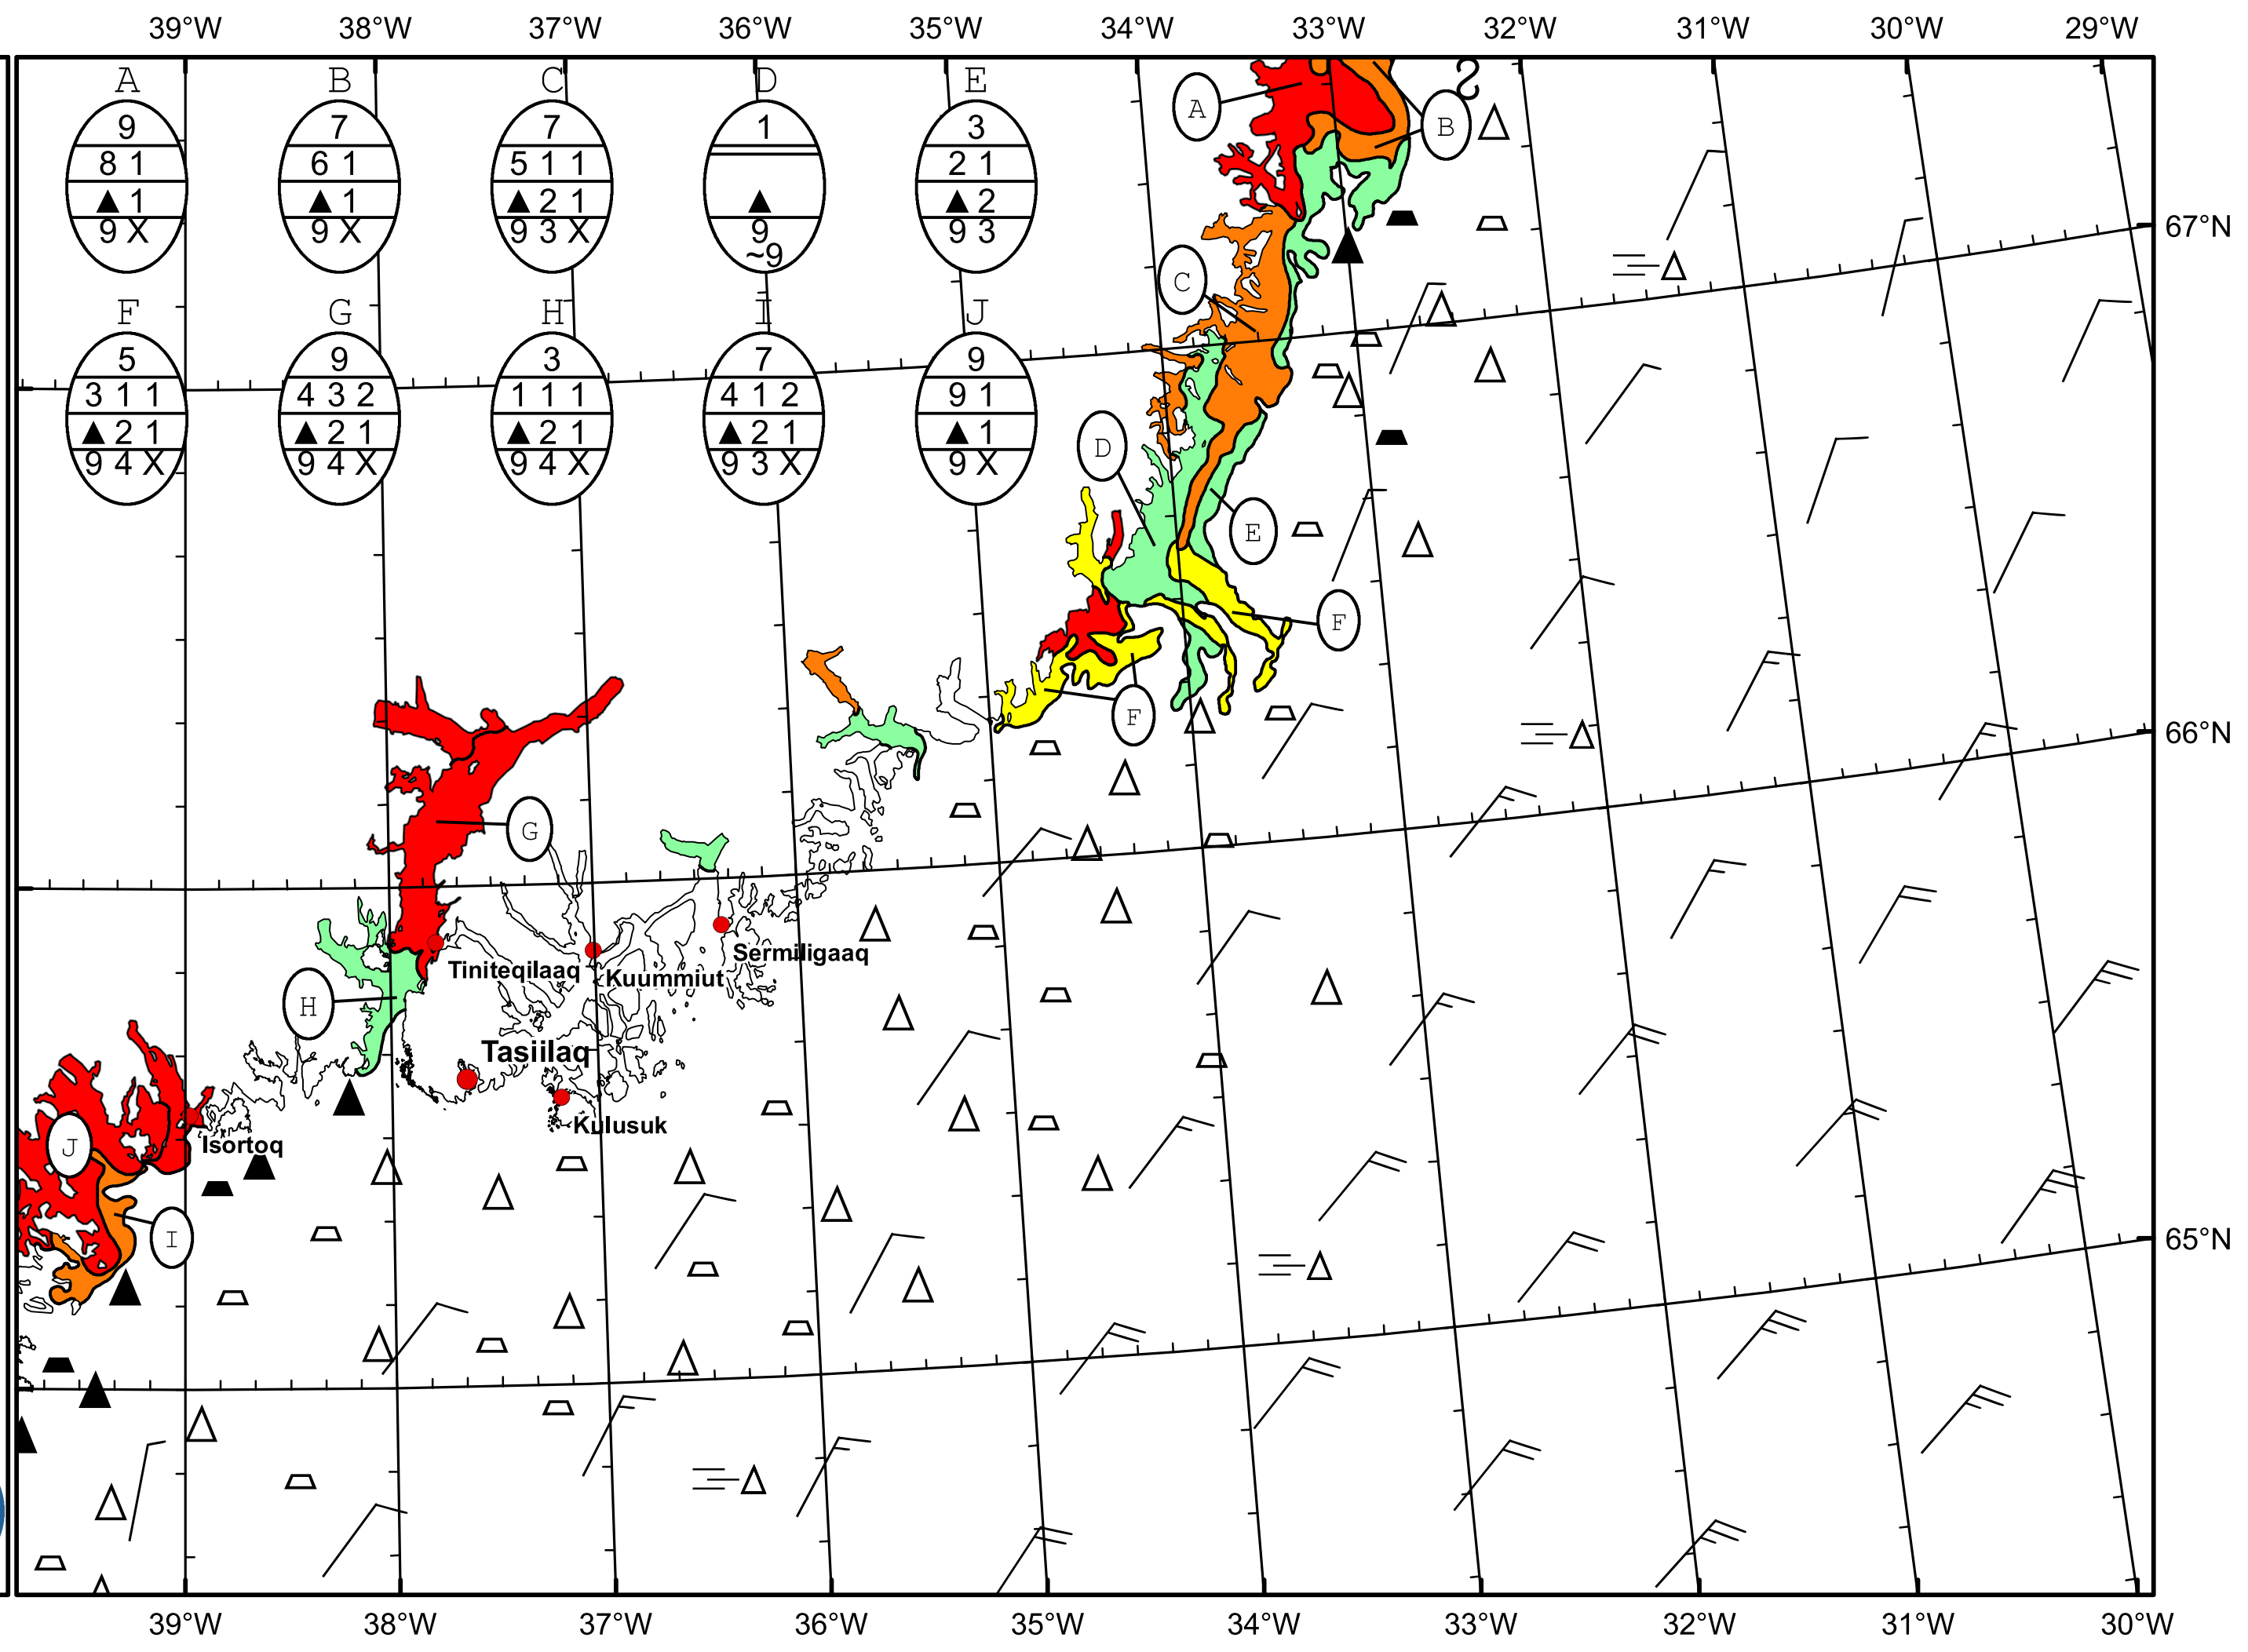 39°W 38°W 37°W 36°W 35°W 34°W 33°W 32°W 31°W 30°W 29°W
A B C D E
9 7 7 1 3
8 1 6 1 5 1 1 2 1
▲ 1 ▲ 1 ▲ 2 1 ▲ ▲ 2
9 X 9 X 9 3 X 9 9 3
~9
F G H I J
5 9 3 7 9
3 1 1 4 3 2 1 1 1 4 1 2 9 1
▲ 2 1 ▲ 2 1 ▲ 2 1 ▲ 2 1 ▲ 1
9 4 X 9 4 X 9 4 X 9 3 X 9 X
A
B
67°N
C
D
E
F
F
66°N
G
Sermiligaaq
Tiniteqilaaq
Kuummiut
H
Tasiilaq
Kulusuk
Isortoq
J
I
65°N
39°W 38°W 37°W 36°W 35°W 34°W 33°W 32°W 31°W 30°W